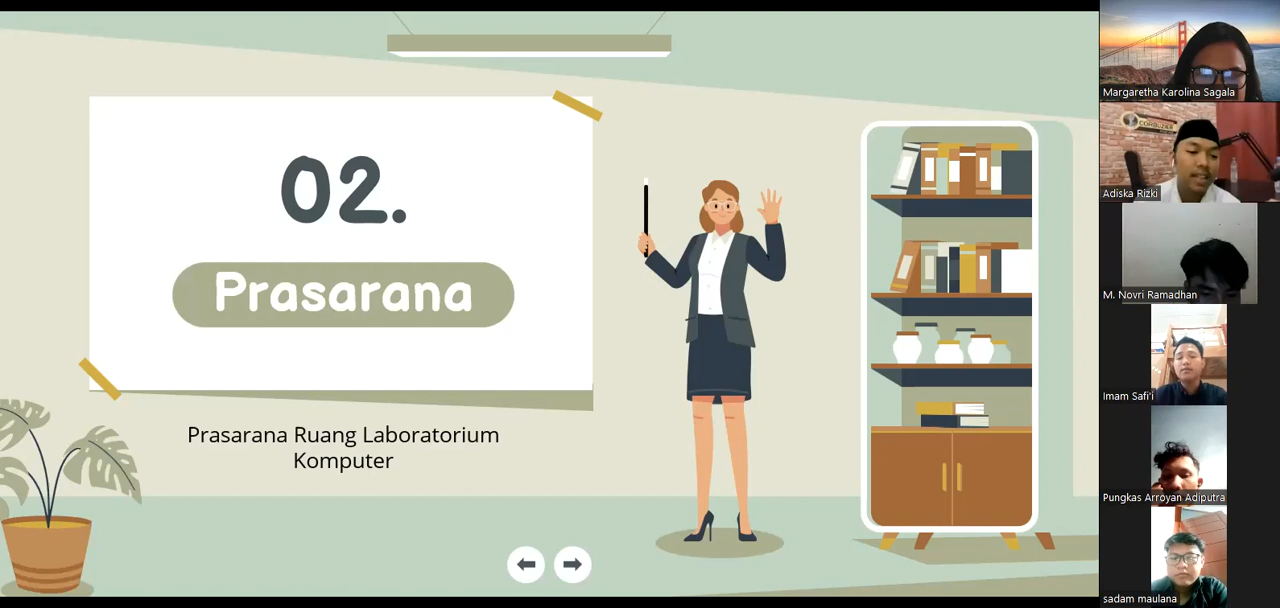 02.
Prasarana
Prasarana Ruang Laboratorium
Komputer
Margaretha Karolina Sagala
CORBUZIER
Adiska Rizki
M. Novri Ramadhan
Imam Safi'i
Pungkas Arroyan Adiputra
sadam maulana